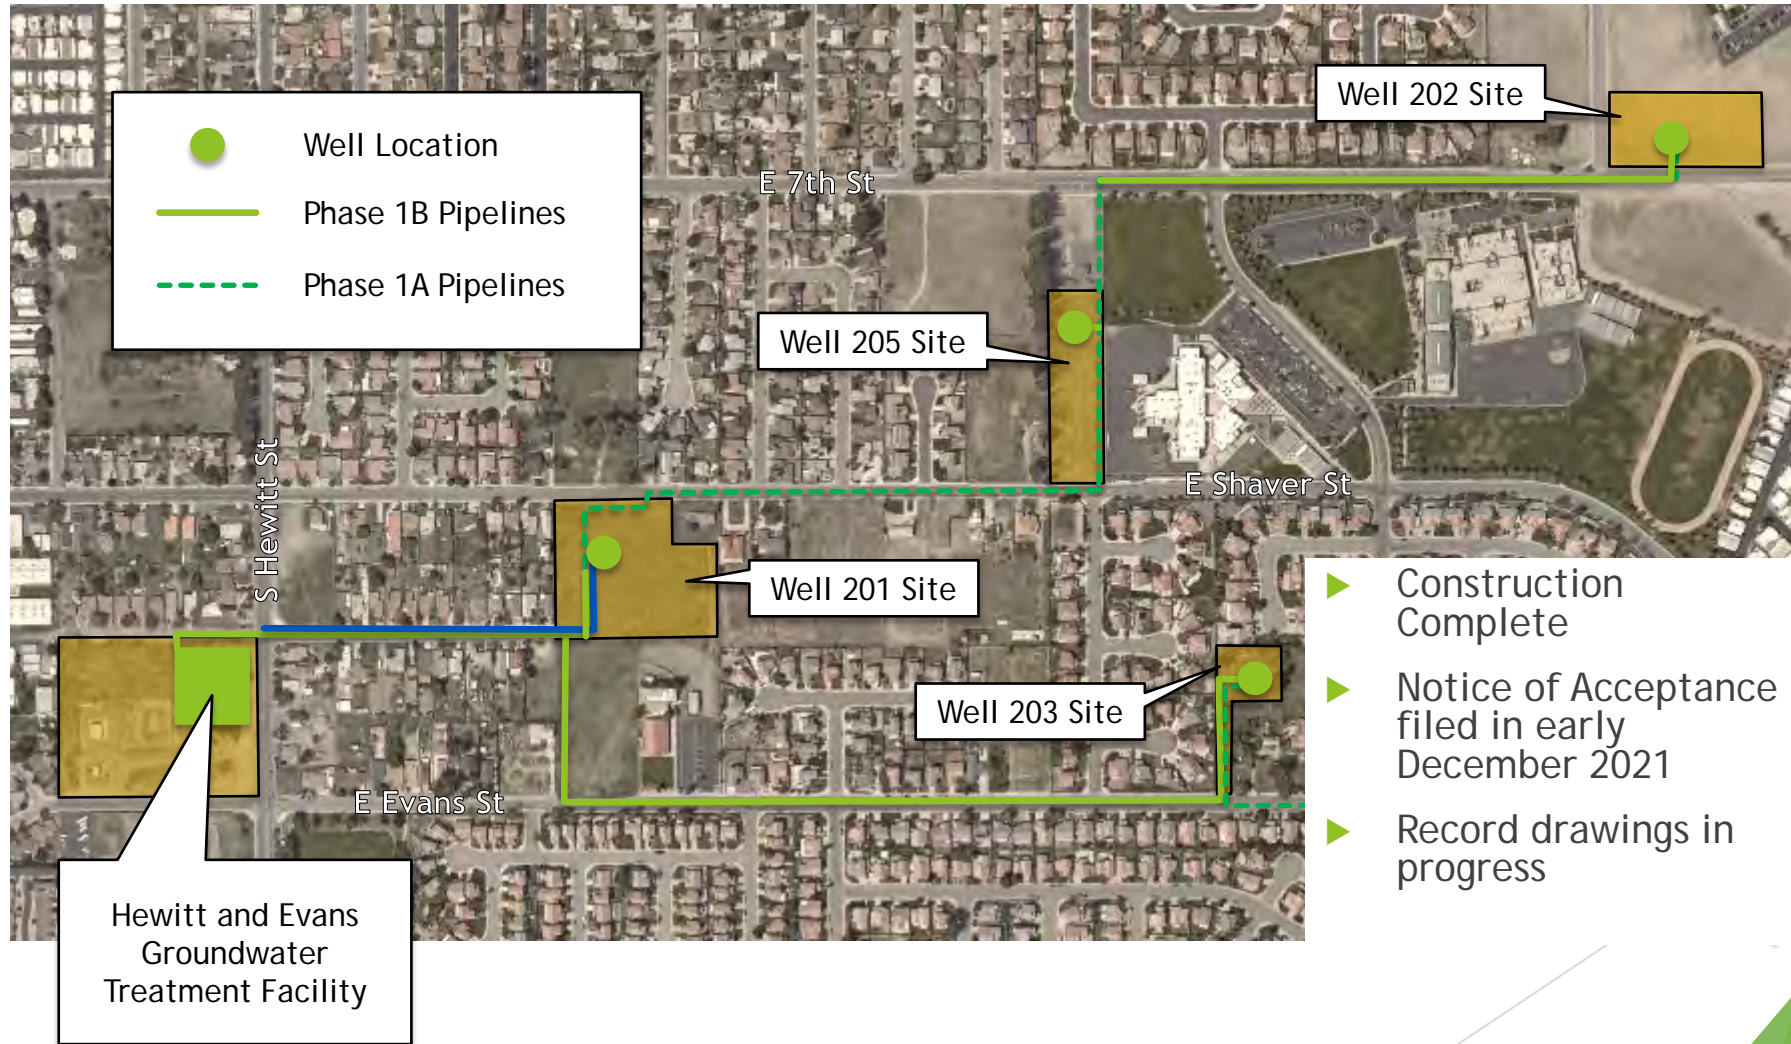 Well Location
Phase 1B Pipelines
Phase 1A Pipelines
Well 202 Site
E 7th St
Well 205 Site
E Shaver St
S Hewitt St
Well 201 Site
Well 203 Site
E Evans St
Hewitt and Evans
Groundwater
Treatment Facility
Construction
Complete
Notice of Acceptance
filed in early
December 2021
Record drawings in
progress